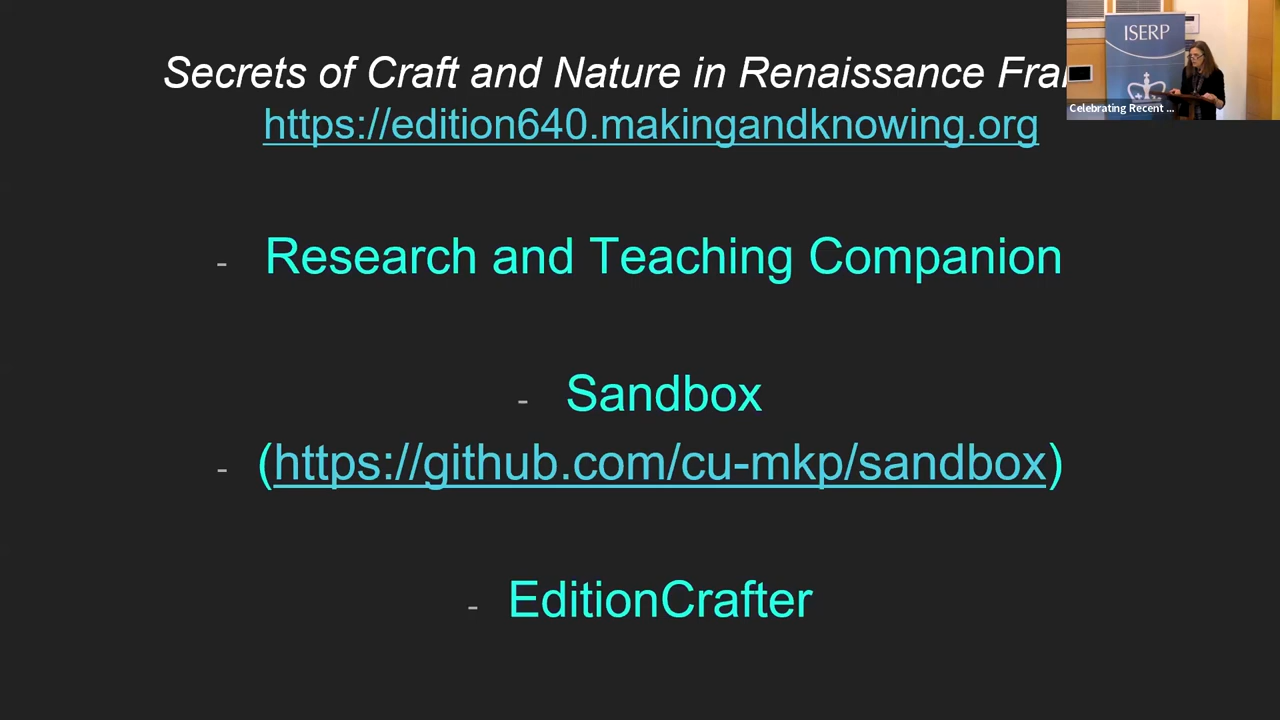 Secrets of Craft and Nature in Renaissance
https://edition640.makingandknowing.org
- Research and Teaching Companion
- Sandbox
- (https://github.com/cu-mkp/sandbox)
- EditionCrafter
ISERP
Celebrating Recent ...